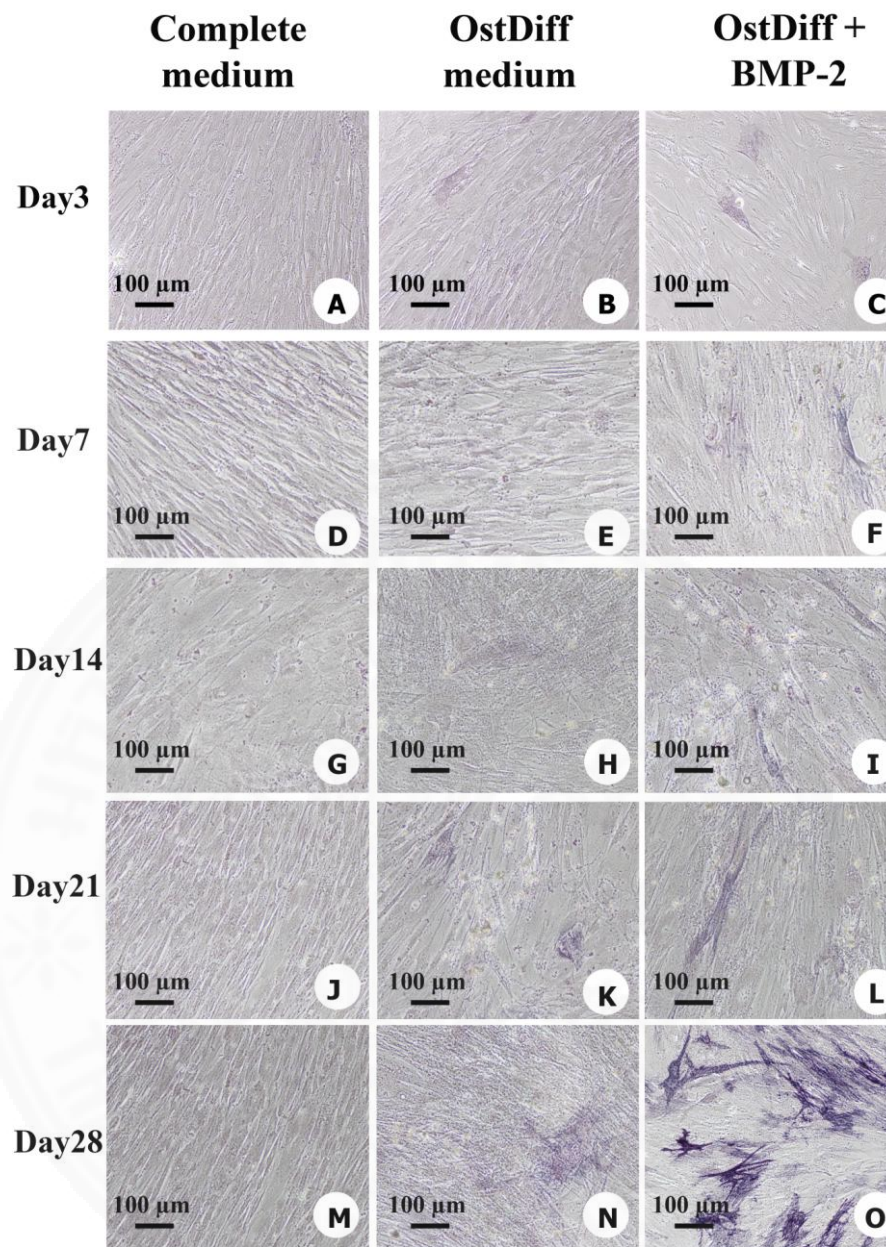 Complete
medium
OstDiff
medium
OstDiff +
BMP-2
Day3
100 µm
A
100 µm
B
100 µm
C
Day7
100 µm
D
100 µm
E
100 µm
F
Day14
100 µm
G
100 µm
H
100 µm
I
Day21
100 µm
J
100 µm
K
100 µm
L
Day28
100 µm
M
100 µm
N
100 µm
O